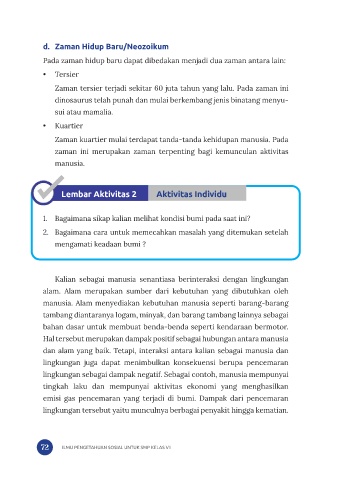 d. Zaman Hidup Baru/Neozoikum
Pada zaman hidup baru dapat dibedakan menjadi dua zaman antara lain:
• Tersier
Zaman tersier terjadi sekitar 60 juta tahun yang lalu. Pada zaman ini
dinosaurus telah punah dan mulai berkembang jenis binatang menyu-
sui atau mamalia.
• Kuartier
Zaman kuartier mulai terdapat tanda-tanda kehidupan manusia. Pada
zaman ini merupakan zaman terpenting bagi kemunculan aktivitas
manusia.
Lembar Aktivitas 2 Aktivitas Individu
1. Bagaimana sikap kalian melihat kondisi bumi pada saat ini?
2. Bagaimana cara untuk memecahkan masalah yang ditemukan setelah
mengamati keadaan bumi ?
Kalian sebagai manusia senantiasa berinteraksi dengan lingkungan
alam. Alam merupakan sumber dari kebutuhan yang dibutuhkan oleh
manusia. Alam menyediakan kebutuhan manusia seperti barang-barang
tambang diantaranya logam, minyak, dan barang tambang lainnya sebagai
bahan dasar untuk membuat benda-benda seperti kendaraan bermotor.
Hal tersebut merupakan dampak positif sebagai hubungan antara manusia
dan alam yang baik. Tetapi, interaksi antara kalian sebagai manusia dan
lingkungan juga dapat menimbulkan konsekuensi berupa pencemaran
lingkungan sebagai dampak negatif. Sebagai contoh, manusia mempunyai
tingkah laku dan mempunyai aktivitas ekonomi yang menghasilkan
emisi gas pencemaran yang terjadi di bumi. Dampak dari pencemaran
lingkungan tersebut yaitu munculnya berbagai penyakit hingga kematian.
72 ILMU PENGETAHUAN SOSIAL UNTUK SMP KELAS VII